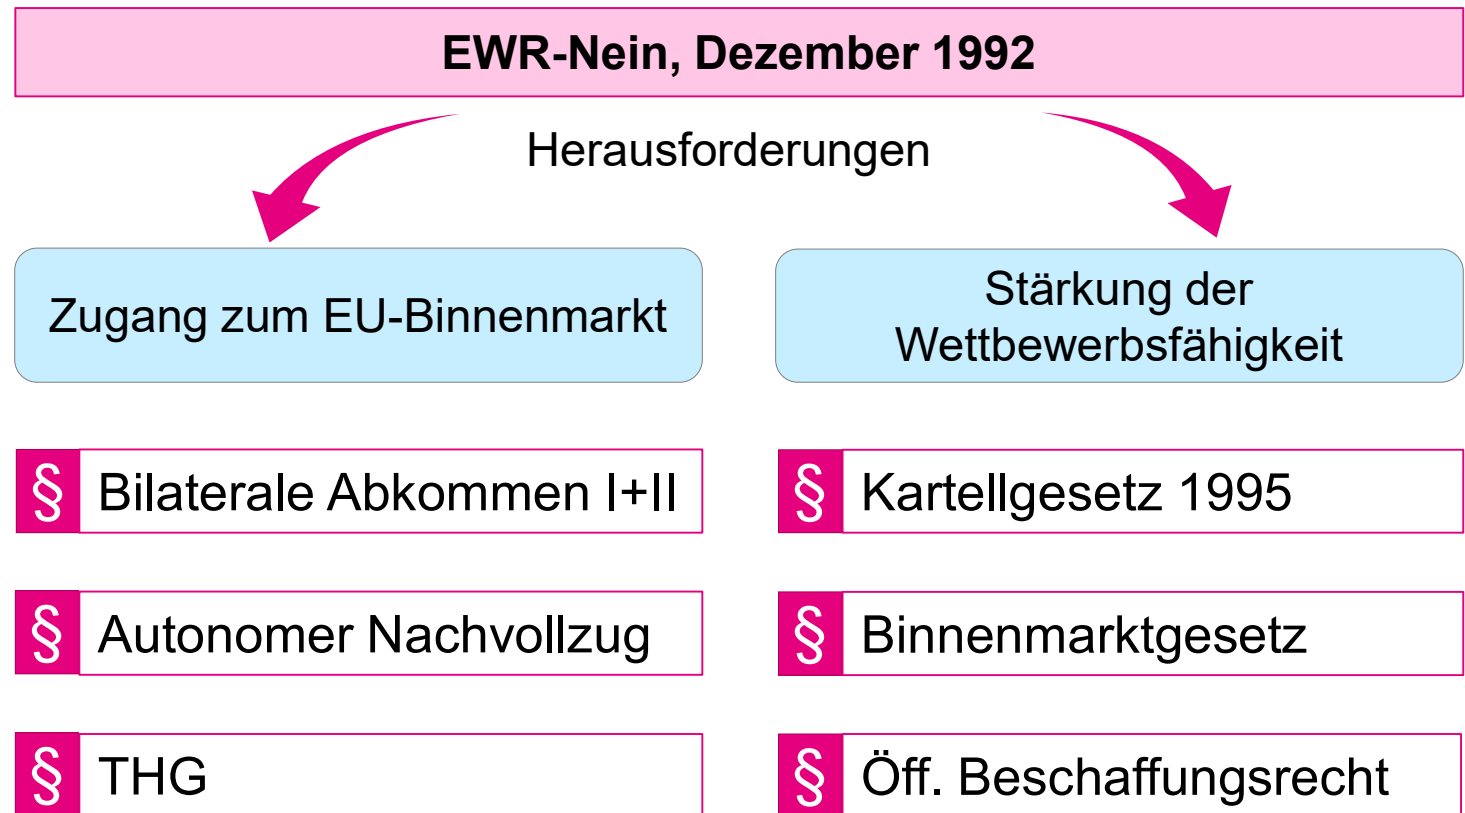 EWR-Nein, Dezember 1992
Herausforderungen
Zugang zum EU-Binnenmarkt
Stärkung der
Wettbewerbsfähigkeit
§ Bilaterale Abkommen I+II
§ Kartellgesetz 1995
§ Autonomer Nachvollzug
§ Binnenmarktgesetz
§ THG
§ Öff. Beschaffungsrecht